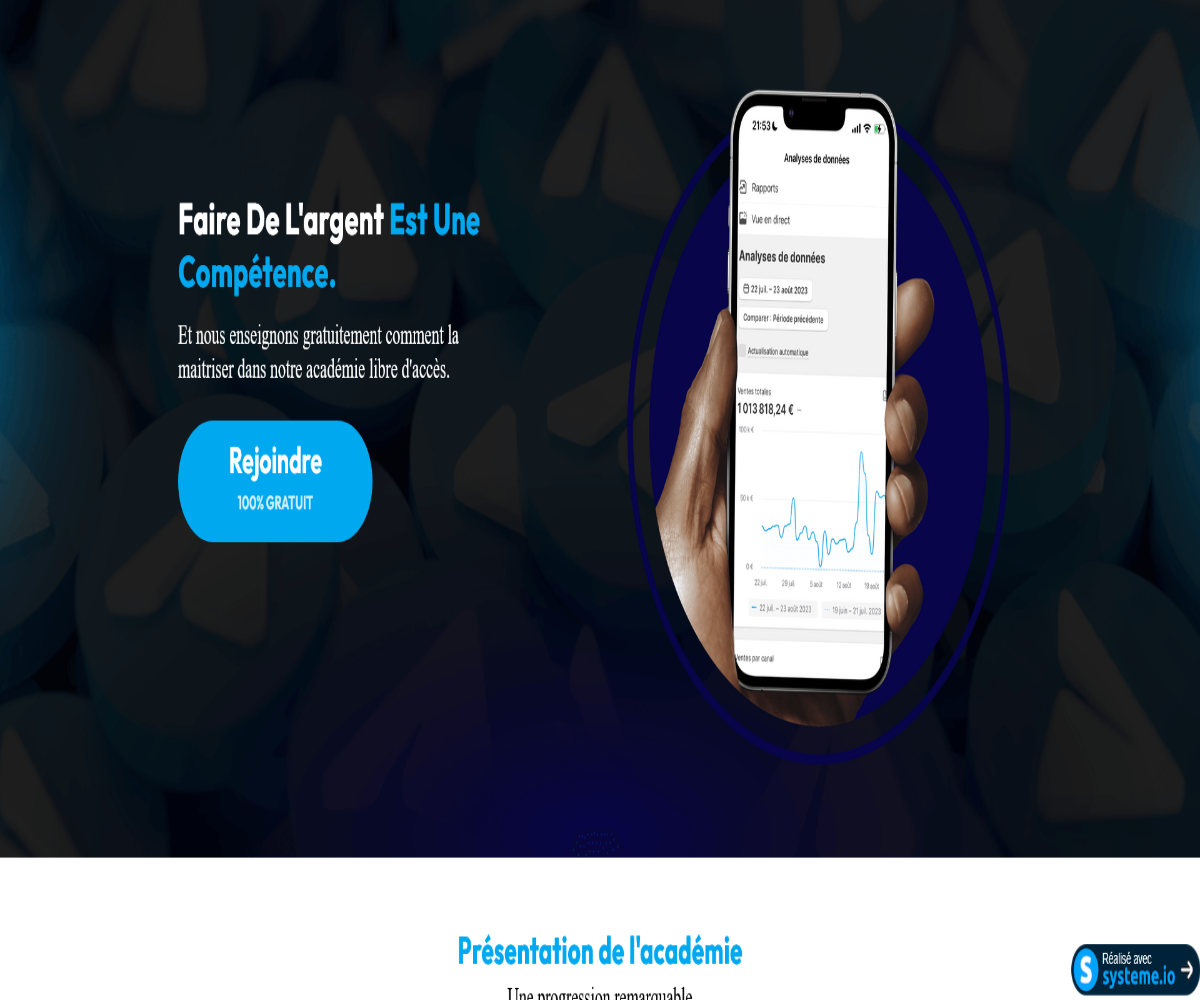 Faire De L'argent Est Une
Compétence.
Et nous enseignons gratuitement comment la
maitriser dans notre académie libre d'accès.
Rejoindre
100% GRATUIT
21:53
Analyses de données
Rapports
Vue en direct
Analyses de données
22 juil. – 23 août 2023
Comparer : Période précédente
Actualisation automatique
Ventes totales
1 013 818,24 € –
100 k €
50 k €
0 €
22 juil. 29 juil. 5 août 12 août 19 août
22 juil. – 23 août 2023 19 juin – 21 juil. 2023
Ventes par canal
Présentation de l'académie
Une progression remarquable
Réalisé avec
systeme.io